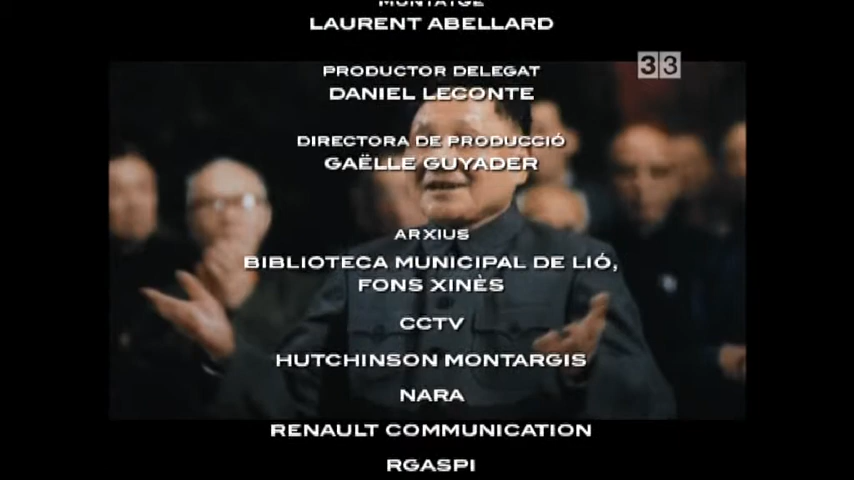 MUNTATGE
LAURENT ABELLARD
33
PRODUCTOR DELEGAT
DANIEL LECONTE
DIRECTORA DE PRODUCCIÓ
GAËLLE GUYADER
ARXIUS
BIBLIOTECA MUNICIPAL DE LIÓ,
FONS XINÈS
CCTV
HUTCHINSON MONTARGIS
NARA
RENAULT COMMUNICATION
RGASPI